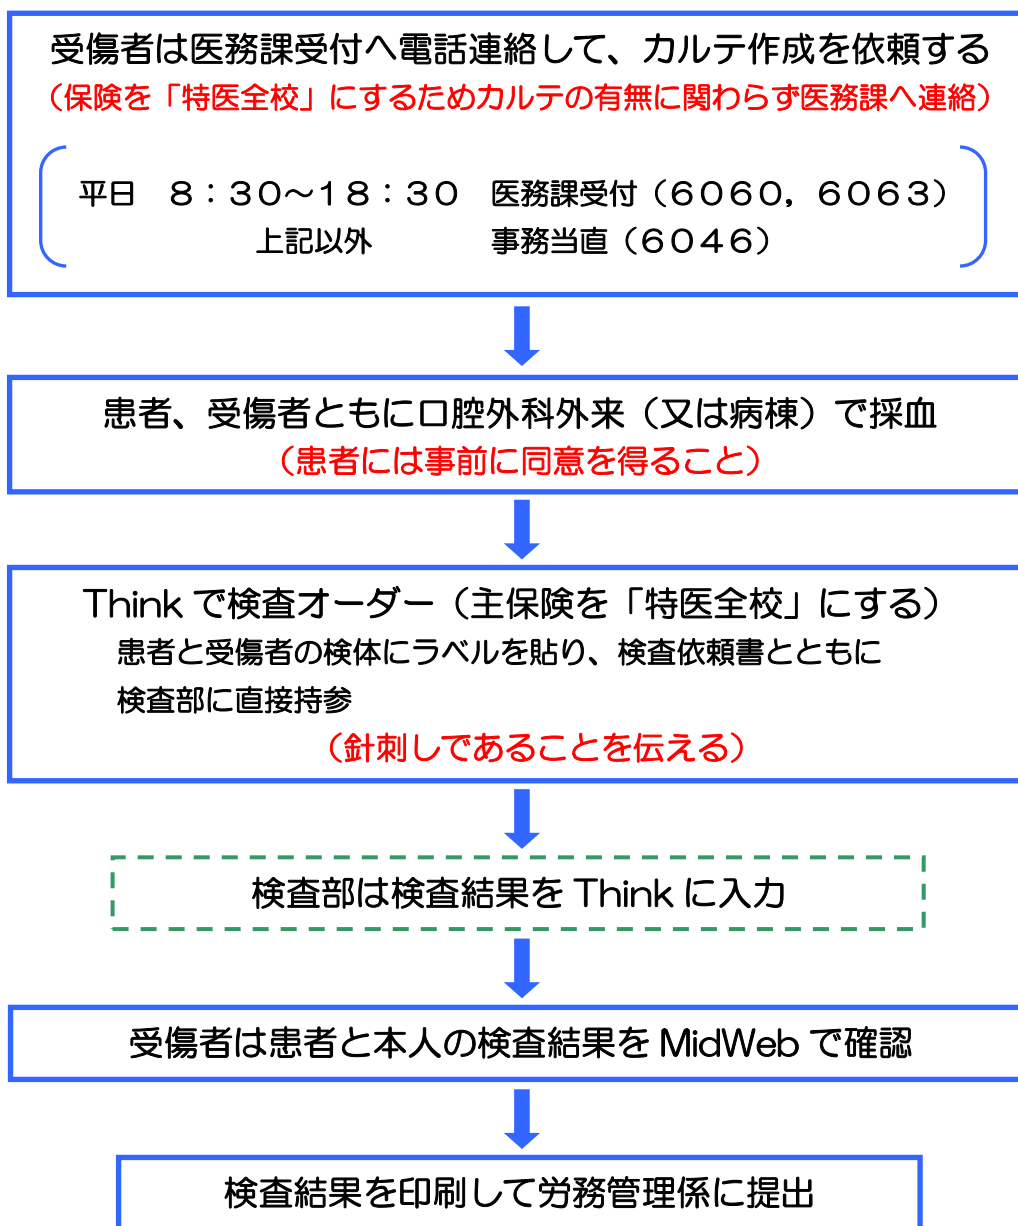 受傷者は医務課受付へ電話連絡して、カルテ作成を依頼する
（保険を「特医全校」にするためカルテの有無に関わらず医務課へ連絡）
平日　８：３０～１８：３０　医務課受付（６０６０，６０６３）
上記以外　事務当直（６０４６）
患者、受傷者ともに口腔外科外来（又は病棟）で採血
（患者には事前に同意を得ること）
Think で検査オーダー（主保険を「特医全校」にする）
患者と受傷者の検体にラベルを貼り、検査依頼書とともに
検査部に直接持参
（針刺しであることを伝える）
検査部は検査結果を Think に入力
受傷者は患者と本人の検査結果を MidWeb で確認
検査結果を印刷して労務管理係に提出